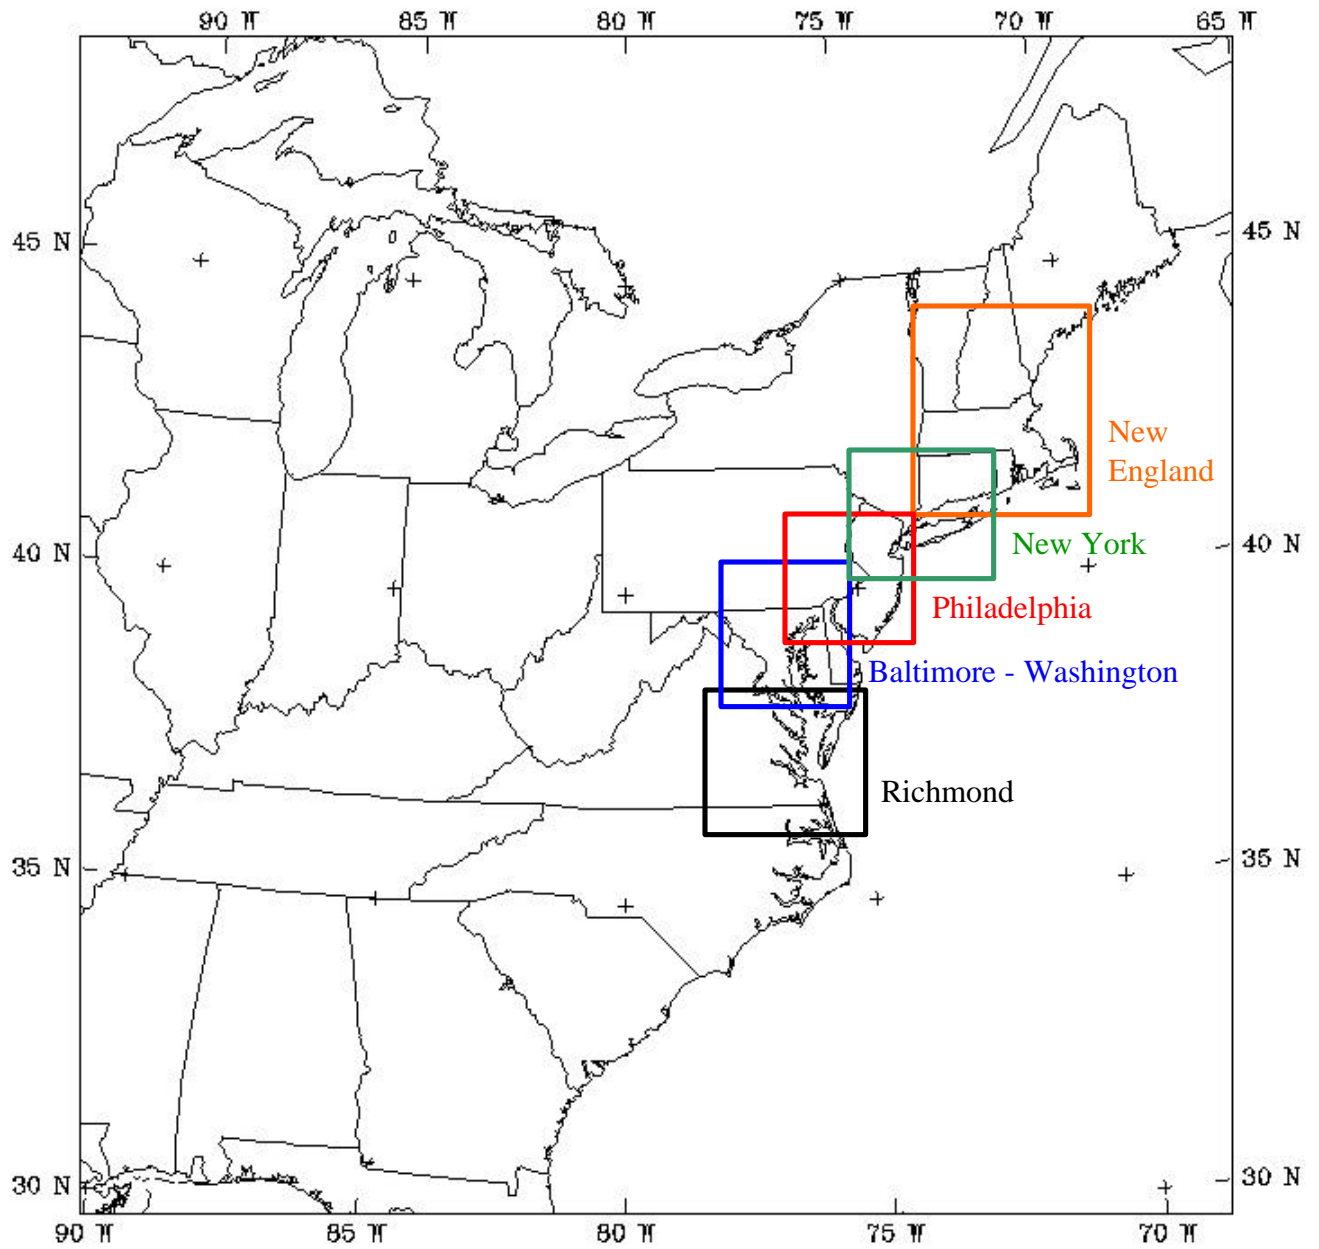 90 W 85 W 80 W 75 W 70 W 65 W
45 N 45 N
New
England
New York
40 N 40 N
Philadelphia
Baltimore - Washington
Richmond
35 N 35 N
30 N 30 N
90 W 85 W 80 W 75 W 70 W